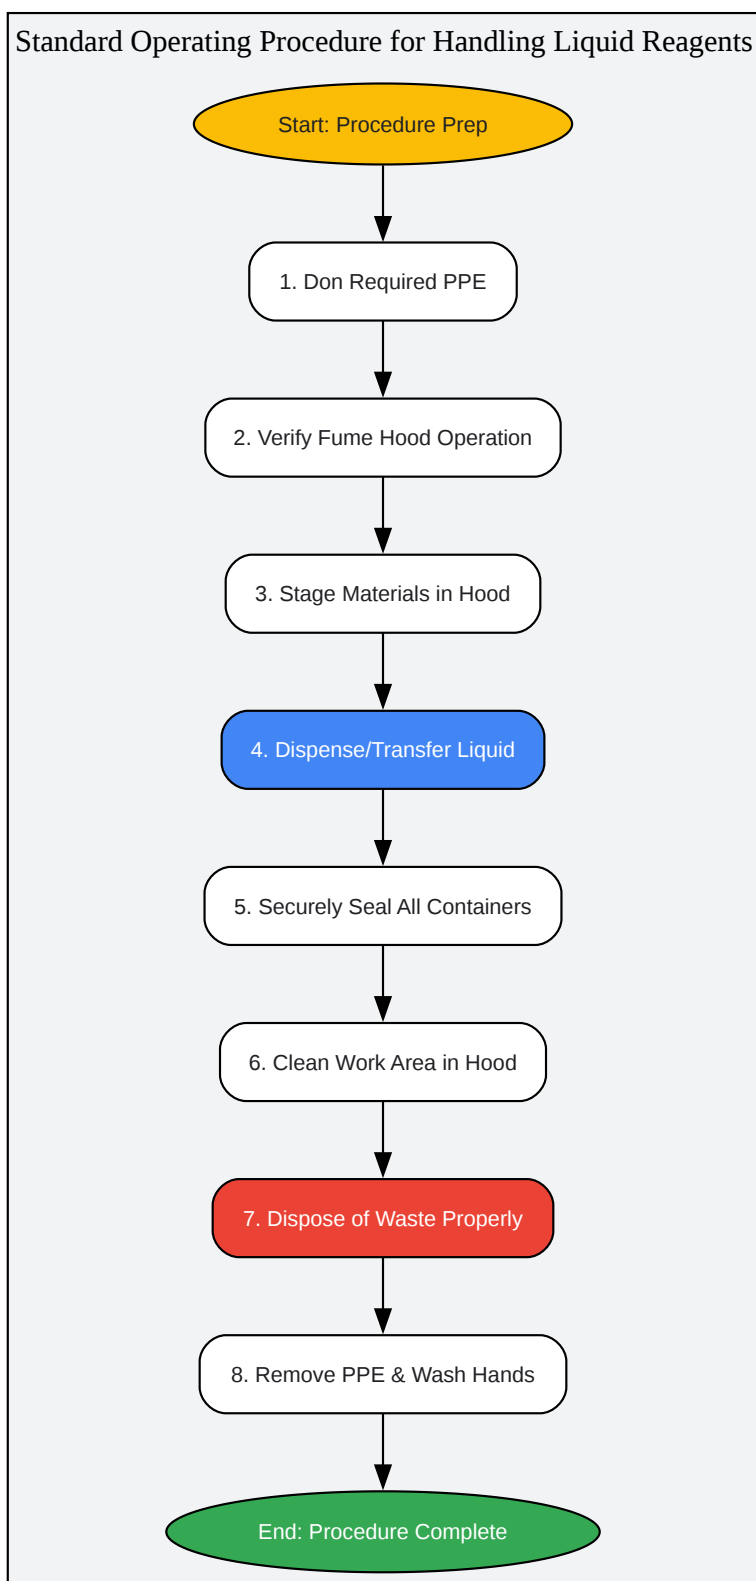 Standard Operating Procedure for Handling Liquid Reagents
Start: Procedure Prep
1. Don Required PPE
2. Verify Fume Hood Operation
3. Stage Materials in Hood
4. Dispense/Transfer Liquid
5. Securely Seal All Containers
6. Clean Work Area in Hood
7. Dispose of Waste Properly
8. Remove PPE & Wash Hands
End: Procedure Complete